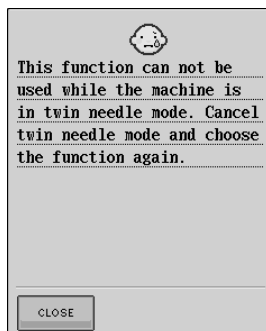 This function can not be
used while the machine is
in twin needle mode. Cancel
twin needle mode and choose
the function again.
CLOSE